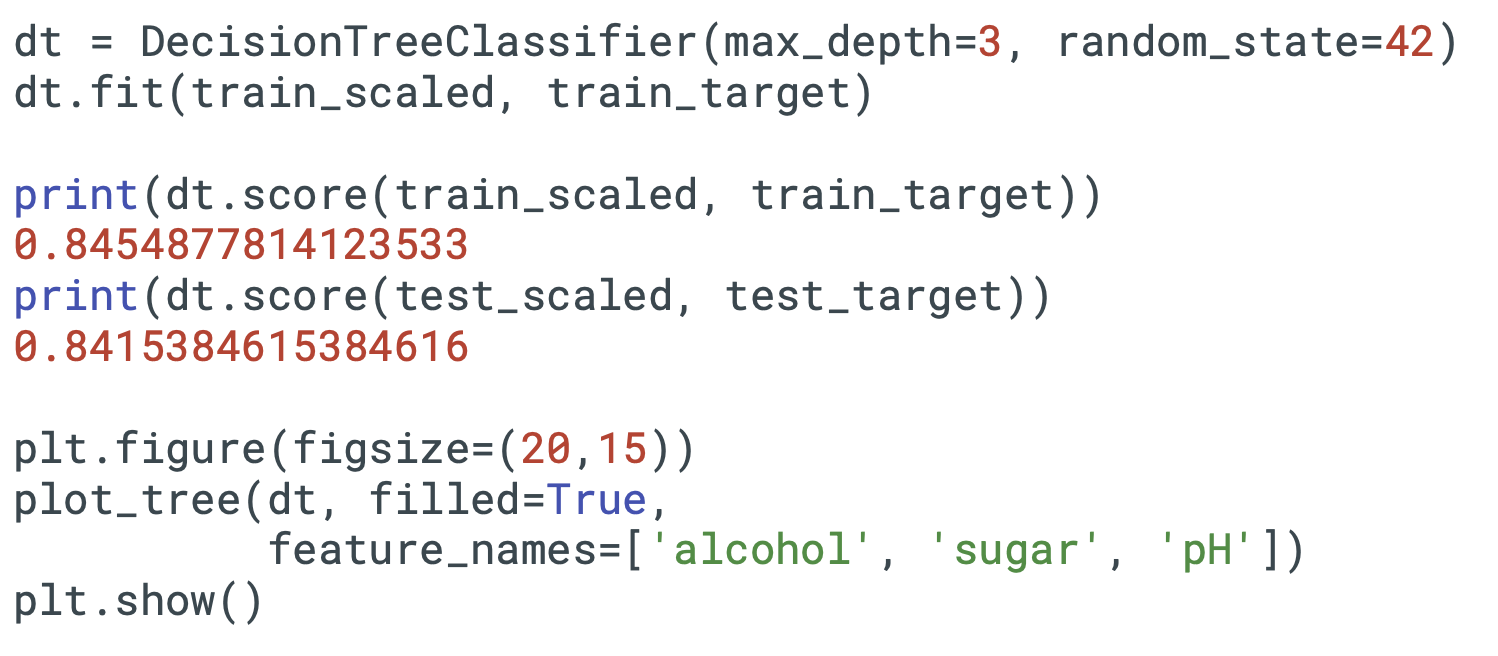 dt = DecisionTreeClassifier(max_depth=3, random_state=42)
dt.fit(train_scaled, train_target)

print(dt.score(train_scaled, train_target))
0.8454877814123533
print(dt.score(test_scaled, test_target))
0.8415384615384616

plt.figure(figsize=(20,15))
plot_tree(dt, filled=True,
          feature_names=['alcohol', 'sugar', 'pH'])
plt.show()